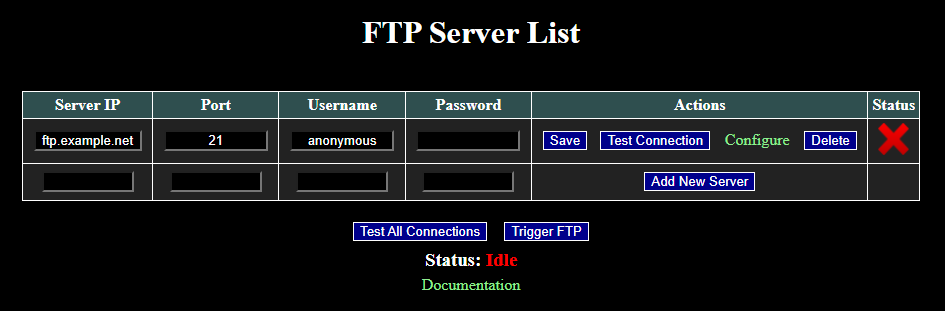 FTP Server List
Server IP Port Username Password Actions Status
ftp.example.net 21 anonymous Save Test Connection Configure Delete
Add New Server
Test All Connections Trigger FTP
Status: Idle
Documentation